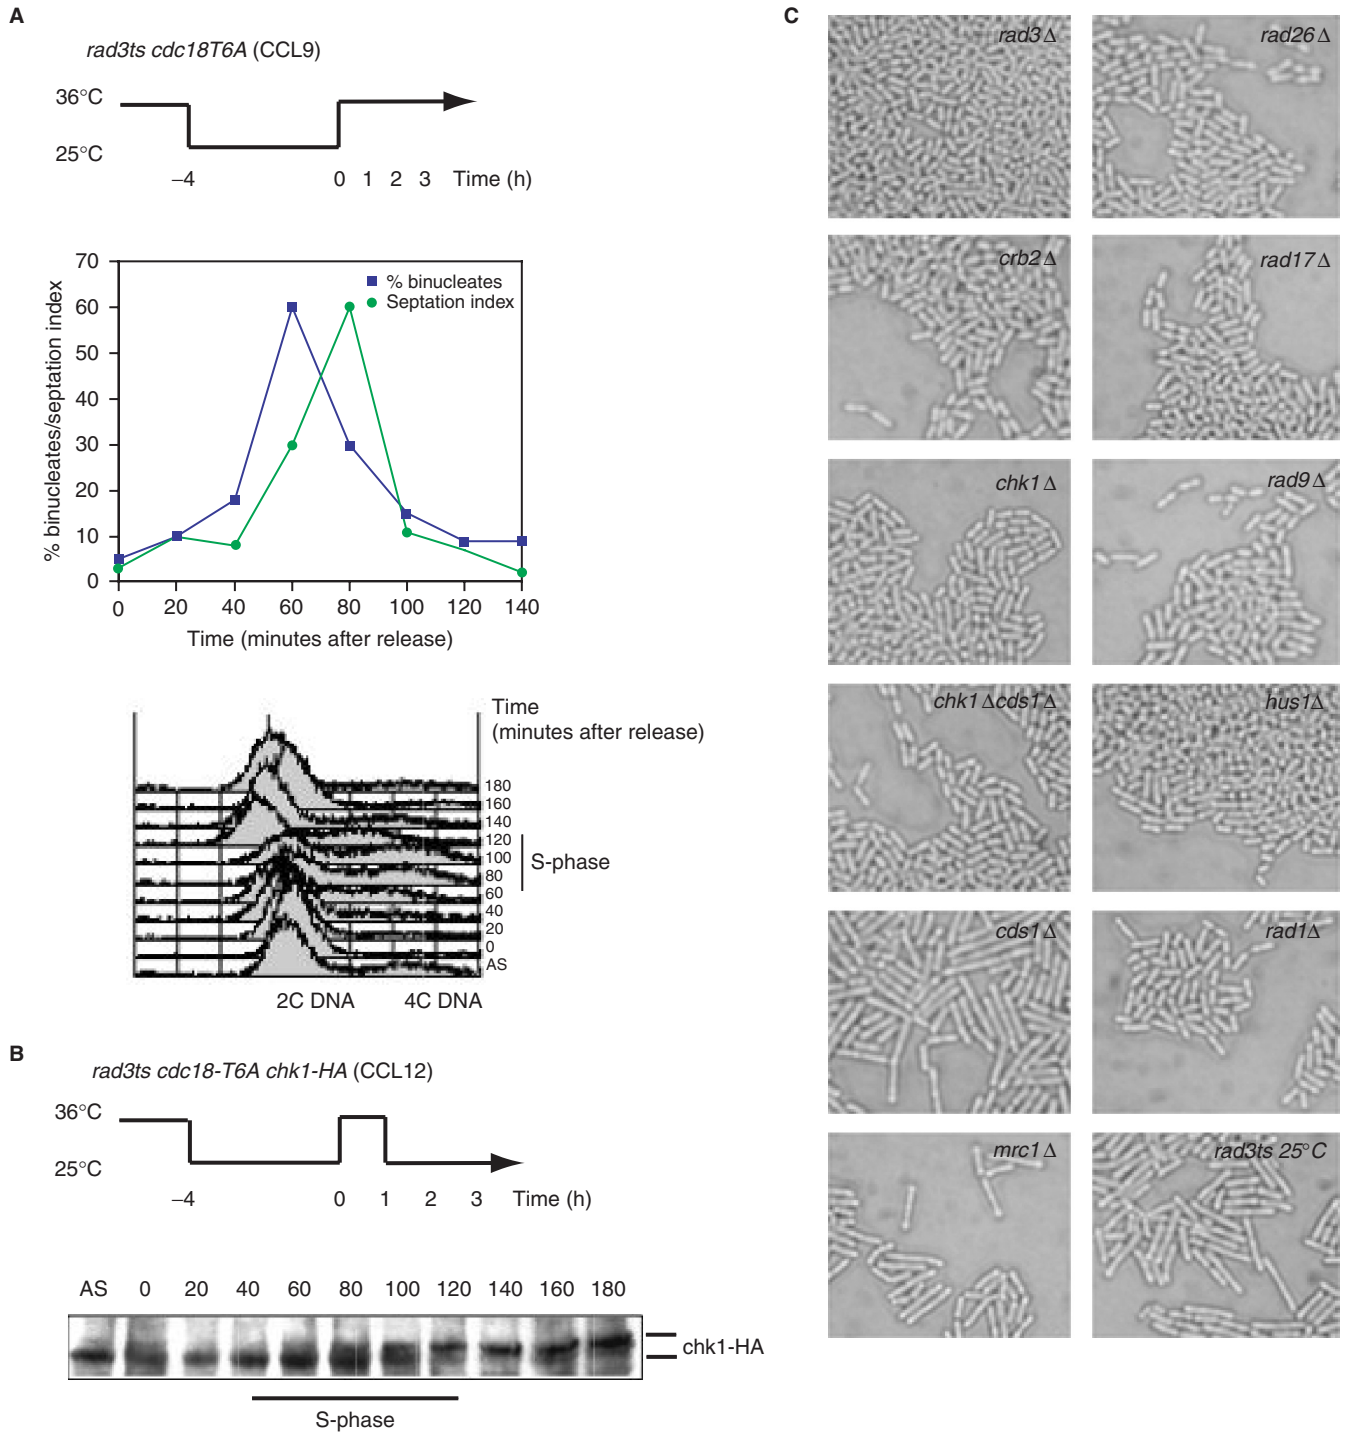 A
rad3ts cdc18T6A (CCL9)
36°C
25°C
–4 0 1 2 3 Time (h)
% binucleates/septation index
70
60
50
40
30
20
10
0
% binucleates
Septation index
0 20 40 60 80 100 120 140
Time (minutes after release)
Time
(minutes after release)
180
160
140
120
100
80
60
40
20
0
AS
S-phase
2C DNA 4C DNA
B
rad3ts cdc18-T6A chk1-HA (CCL12)
36°C
25°C
–4 0 1 2 3 Time (h)
AS 0 20 40 60 80 100 120 140 160 180
chk1-HA
S-phase
C
rad3Δ rad26Δ
crb2Δ rad17Δ
chk1Δ rad9Δ
chk1Δcds1Δ hus1Δ
cds1Δ rad1Δ
mrc1Δ rad3ts 25°C